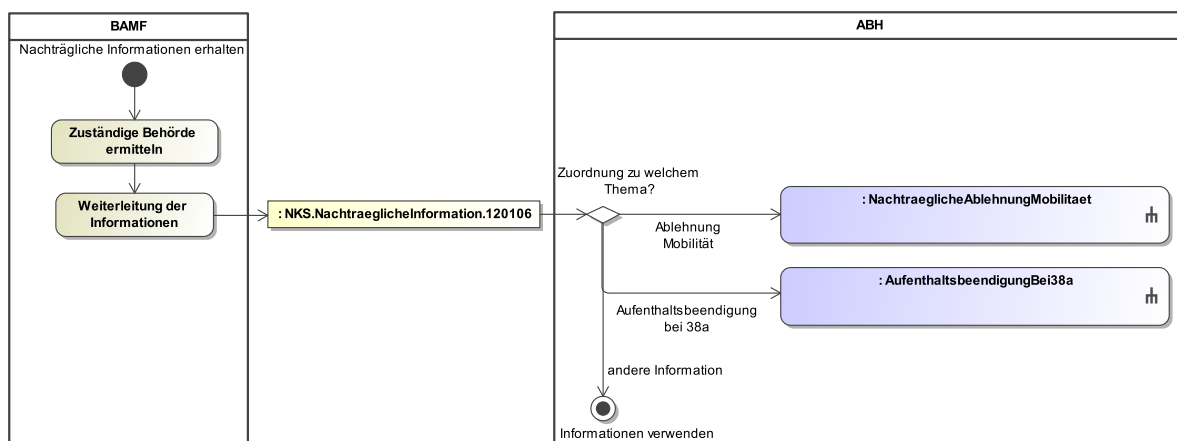 BAMF
ABH
Nachträgliche Informationen erhalten
Zuständige Behörde
ermitteln
Weiterleitung der
Informationen
: NKS.NachtraeglicheInformation.120106
Zuordnung zu welchem
Thema?
: NachtraeglicheAblehnungMobilitaet
Ablehnung
Mobilität
: AufenthaltsbeendigungBei38a
Aufenthaltsbeendigung
bei 38a
andere Information
Informationen verwenden